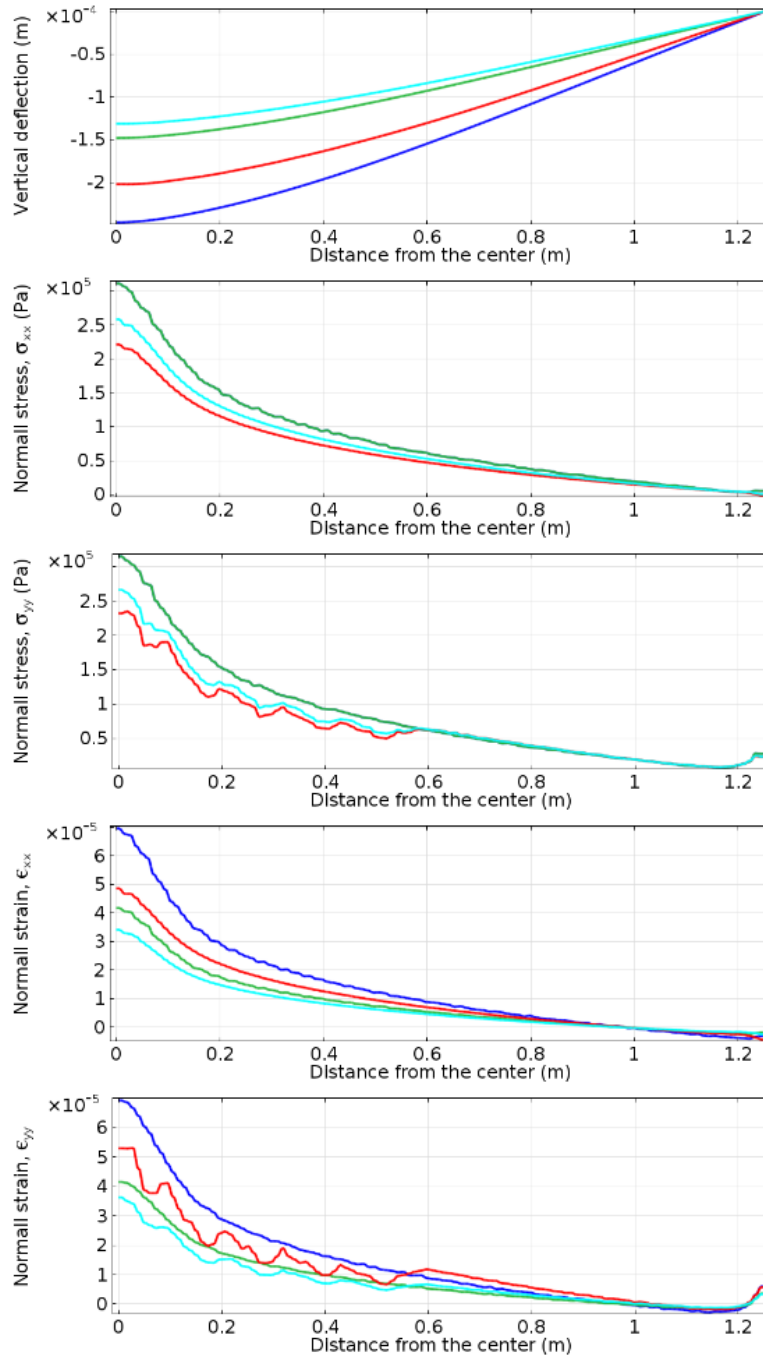 ×10⁻⁴
Vertical deflection (m)
-0.5
-1
-1.5
-2
0 0.2 0.4 0.6 0.8 1 1.2
DIstance from the center (m)
×10⁵
Normall stress, σxx (Pa)
2.5
2
1.5
1
0.5
0
0 0.2 0.4 0.6 0.8 1 1.2
DIstance from the center (m)
×10⁵
Normall stress, σyy (Pa)
2.5
2
1.5
1
0.5
0 0.2 0.4 0.6 0.8 1 1.2
DIstance from the center (m)
×10⁻⁵
Normall strain, ϵxx
6
5
4
3
2
1
0
0 0.2 0.4 0.6 0.8 1 1.2
DIstance from the center (m)
×10⁻⁵
Normall strain, ϵyy
6
5
4
3
2
1
0
0 0.2 0.4 0.6 0.8 1 1.2
DIstance from the center (m)